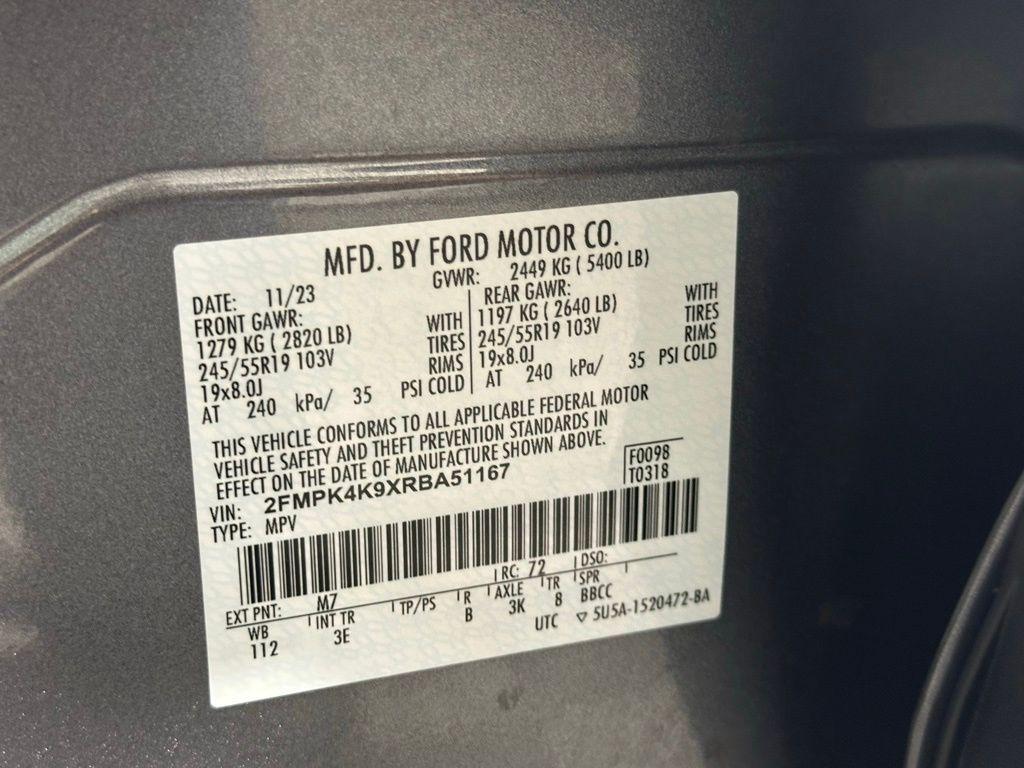 MFD. BY FORD MOTOR CO.
DATE: 11/23 GVWR: 2449 KG ( 5400 LB)
FRONT GAWR: REAR GAWR:
1279 KG ( 2820 LB) WITH 1197 KG ( 2640 LB) WITH
245/55R19 103V TIRES 245/55R19 103V TIRES
19x8.0J RIMS 19x8.0J RIMS
AT 240 kPa/ 35 PSI COLD AT 240 kPa/ 35 PSI COLD
THIS VEHICLE CONFORMS TO ALL APPLICABLE FEDERAL MOTOR
VEHICLE SAFETY AND THEFT PREVENTION STANDARDS IN
EFFECT ON THE DATE OF MANUFACTURE SHOWN ABOVE.
VIN: 2FMPK4K9XRBA51167 F0098
TYPE: MPV T0318
EXT PNT: M7 RC: 72 DSO:
WB INT TR TP/PS R AXLE TR SPR
112 3E B 3K 8 BBCC
UTC ▽ 5U5A-1520472-BA